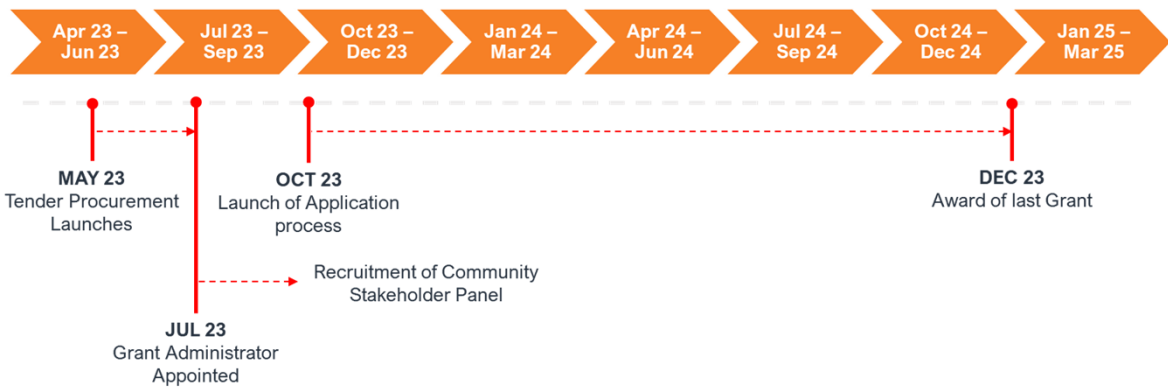 Apr 23 –
Jun 23
Jul 23 –
Sep 23
Oct 23 –
Dec 23
Jan 24 –
Mar 24
Apr 24 –
Jun 24
Jul 24 –
Sep 24
Oct 24 –
Dec 24
Jan 25 –
Mar 25
MAY 23
Tender Procurement
Launches
OCT 23
Launch of Application
process
DEC 23
Award of last Grant
Recruitment of Community
Stakeholder Panel
JUL 23
Grant Administrator
Appointed